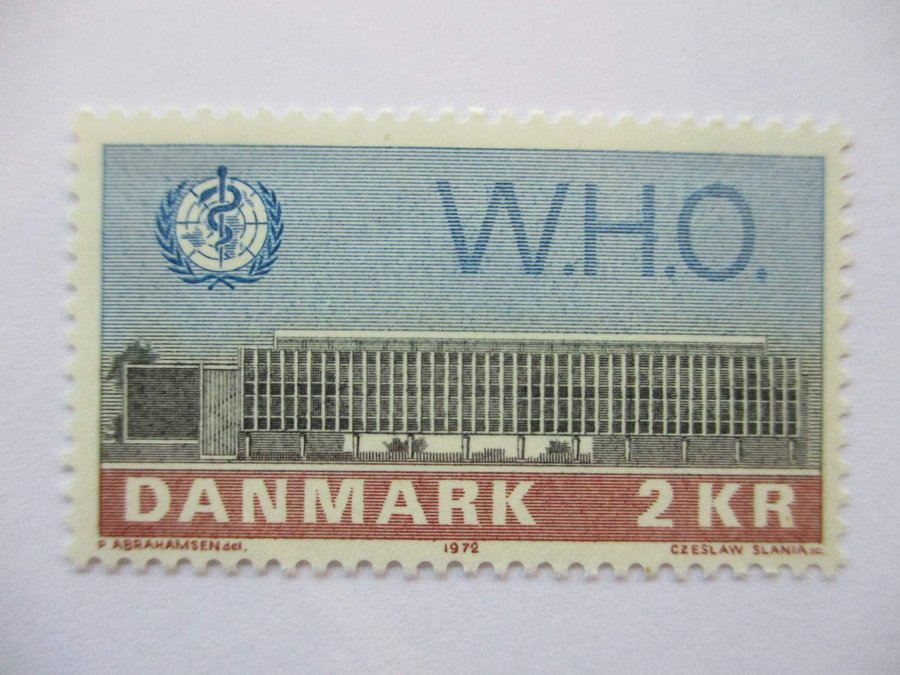 W.H.O.
DANMARK 2 KR
P. ABRAHAMSEN del. 1972 CZESLAW SLANIA sc.